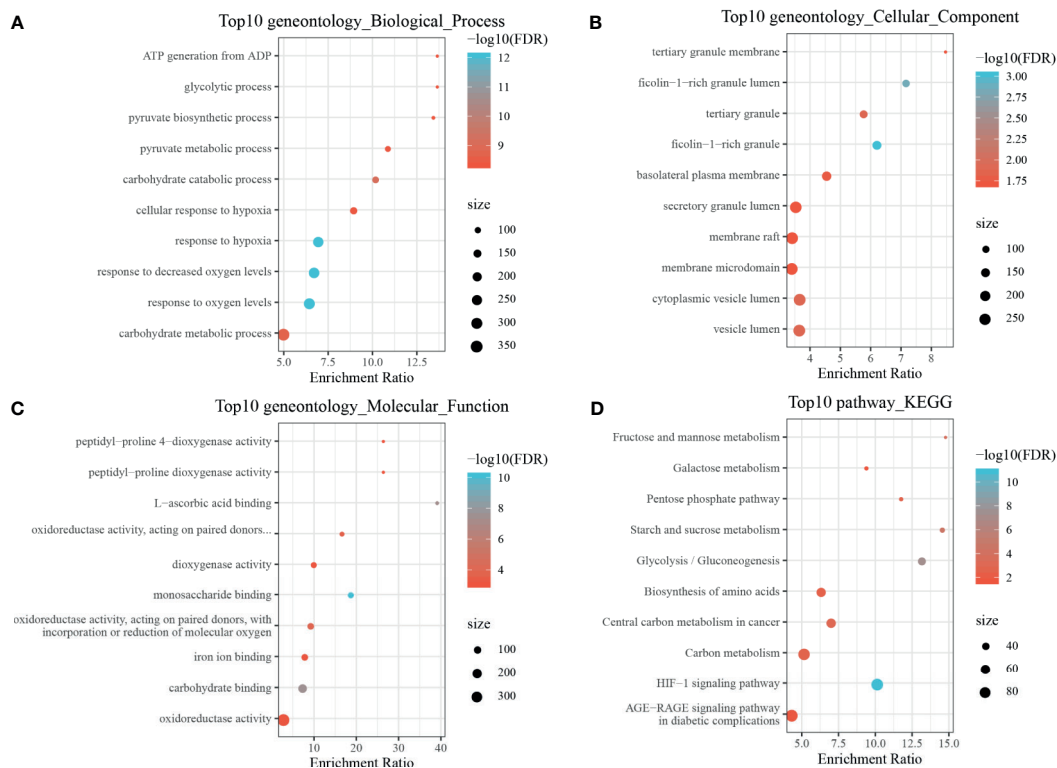 A
Top10 geneontology_Biological_Process
ATP generation from ADP
glycolytic process
pyruvate biosynthetic process
pyruvate metabolic process
carbohydrate catabolic process
cellular response to hypoxia
response to hypoxia
response to decreased oxygen levels
response to oxygen levels
carbohydrate metabolic process
5.0 7.5 10.0 12.5
Enrichment Ratio
−log10(FDR)
12
11
10
9
size
100
150
200
250
300
350
B
Top10 geneontology_Cellular_Component
tertiary granule membrane
ficolin−1−rich granule lumen
tertiary granule
ficolin−1−rich granule
basolateral plasma membrane
secretory granule lumen
membrane raft
membrane microdomain
cytoplasmic vesicle lumen
vesicle lumen
4 5 6 7 8
Enrichment Ratio
−log10(FDR)
3.00
2.75
2.50
2.25
2.00
1.75
size
100
150
200
250
C
Top10 geneontology_Molecular_Function
peptidyl−proline 4−dioxygenase activity
peptidyl−proline dioxygenase activity
L−ascorbic acid binding
oxidoreductase activity, acting on paired donors...
dioxygenase activity
monosaccharide binding
oxidoreductase activity, acting on paired donors, with
incorporation or reduction of molecular oxygen
iron ion binding
carbohydrate binding
oxidoreductase activity
10 20 30 40
Enrichment Ratio
−log10(FDR)
10
8
6
4
size
100
200
300
D
Top10 pathway_KEGG
Fructose and mannose metabolism
Galactose metabolism
Pentose phosphate pathway
Starch and sucrose metabolism
Glycolysis / Gluconeogenesis
Biosynthesis of amino acids
Central carbon metabolism in cancer
Carbon metabolism
HIF−1 signaling pathway
AGE−RAGE signaling pathway
in diabetic complications
5.0 7.5 10.0 12.5 15.0
Enrichment Ratio
−log10(FDR)
10
8
6
4
2
size
40
60
80